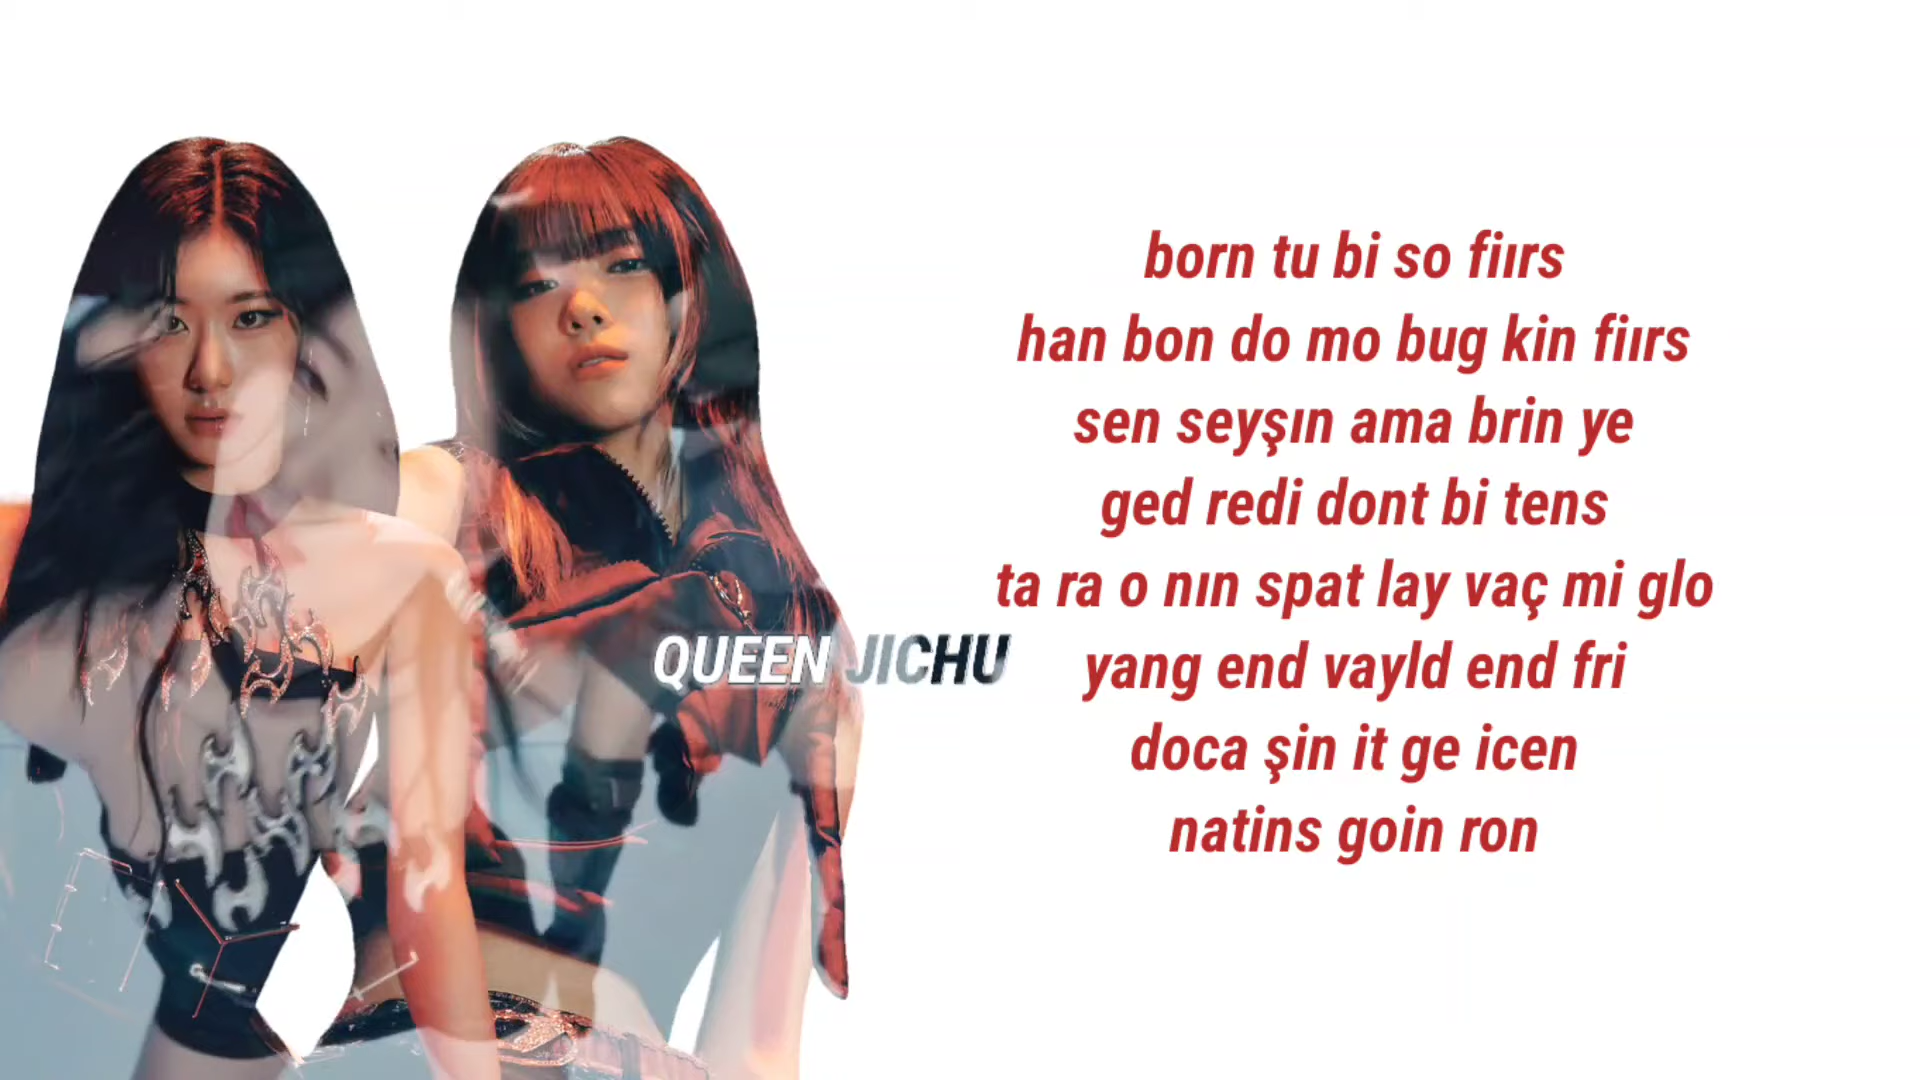 born tu bi so fiırs
han bon do mo bug kin fiırs
sen seyşın ama brin ye
ged redi dont bi tens
ta ra o nın spat lay vaç mi glo
QUEEN JICHU
yang end vayld end fri
doca şin it ge icen
natins goin ron